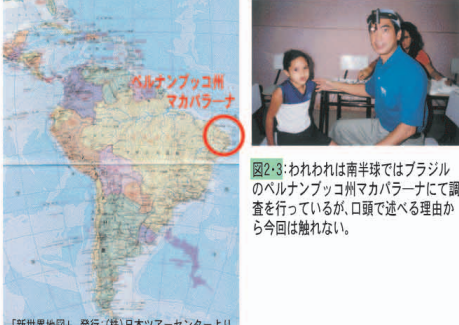 ペルナンブッコ州
マカパラーナ
図2・3:われわれは南半球ではブラジル
のペルナンブッコ州マカパラーナにて調
査を行っているが、口頭で述べる理由か
ら今回は触れない。
「新世界地図」 発行:(株)日本ツアーセンターより